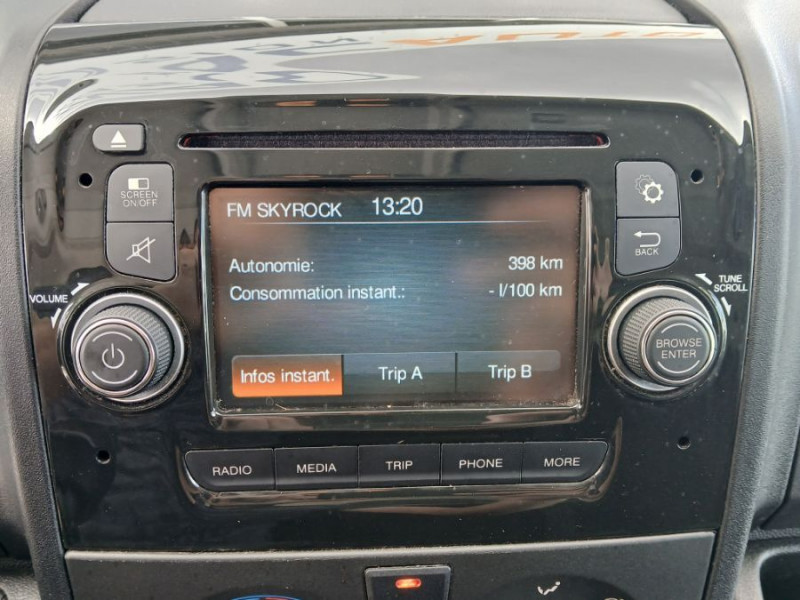 SCREEN
ON/OFF
FM SKYROCK 13:20
BACK
Autonomie: 398 km
Consommation instant.: - l/100 km
VOLUME
TUNE
SCROLL
BROWSE
ENTER
Infos instant. Trip A Trip B
RADIO MEDIA TRIP PHONE MORE